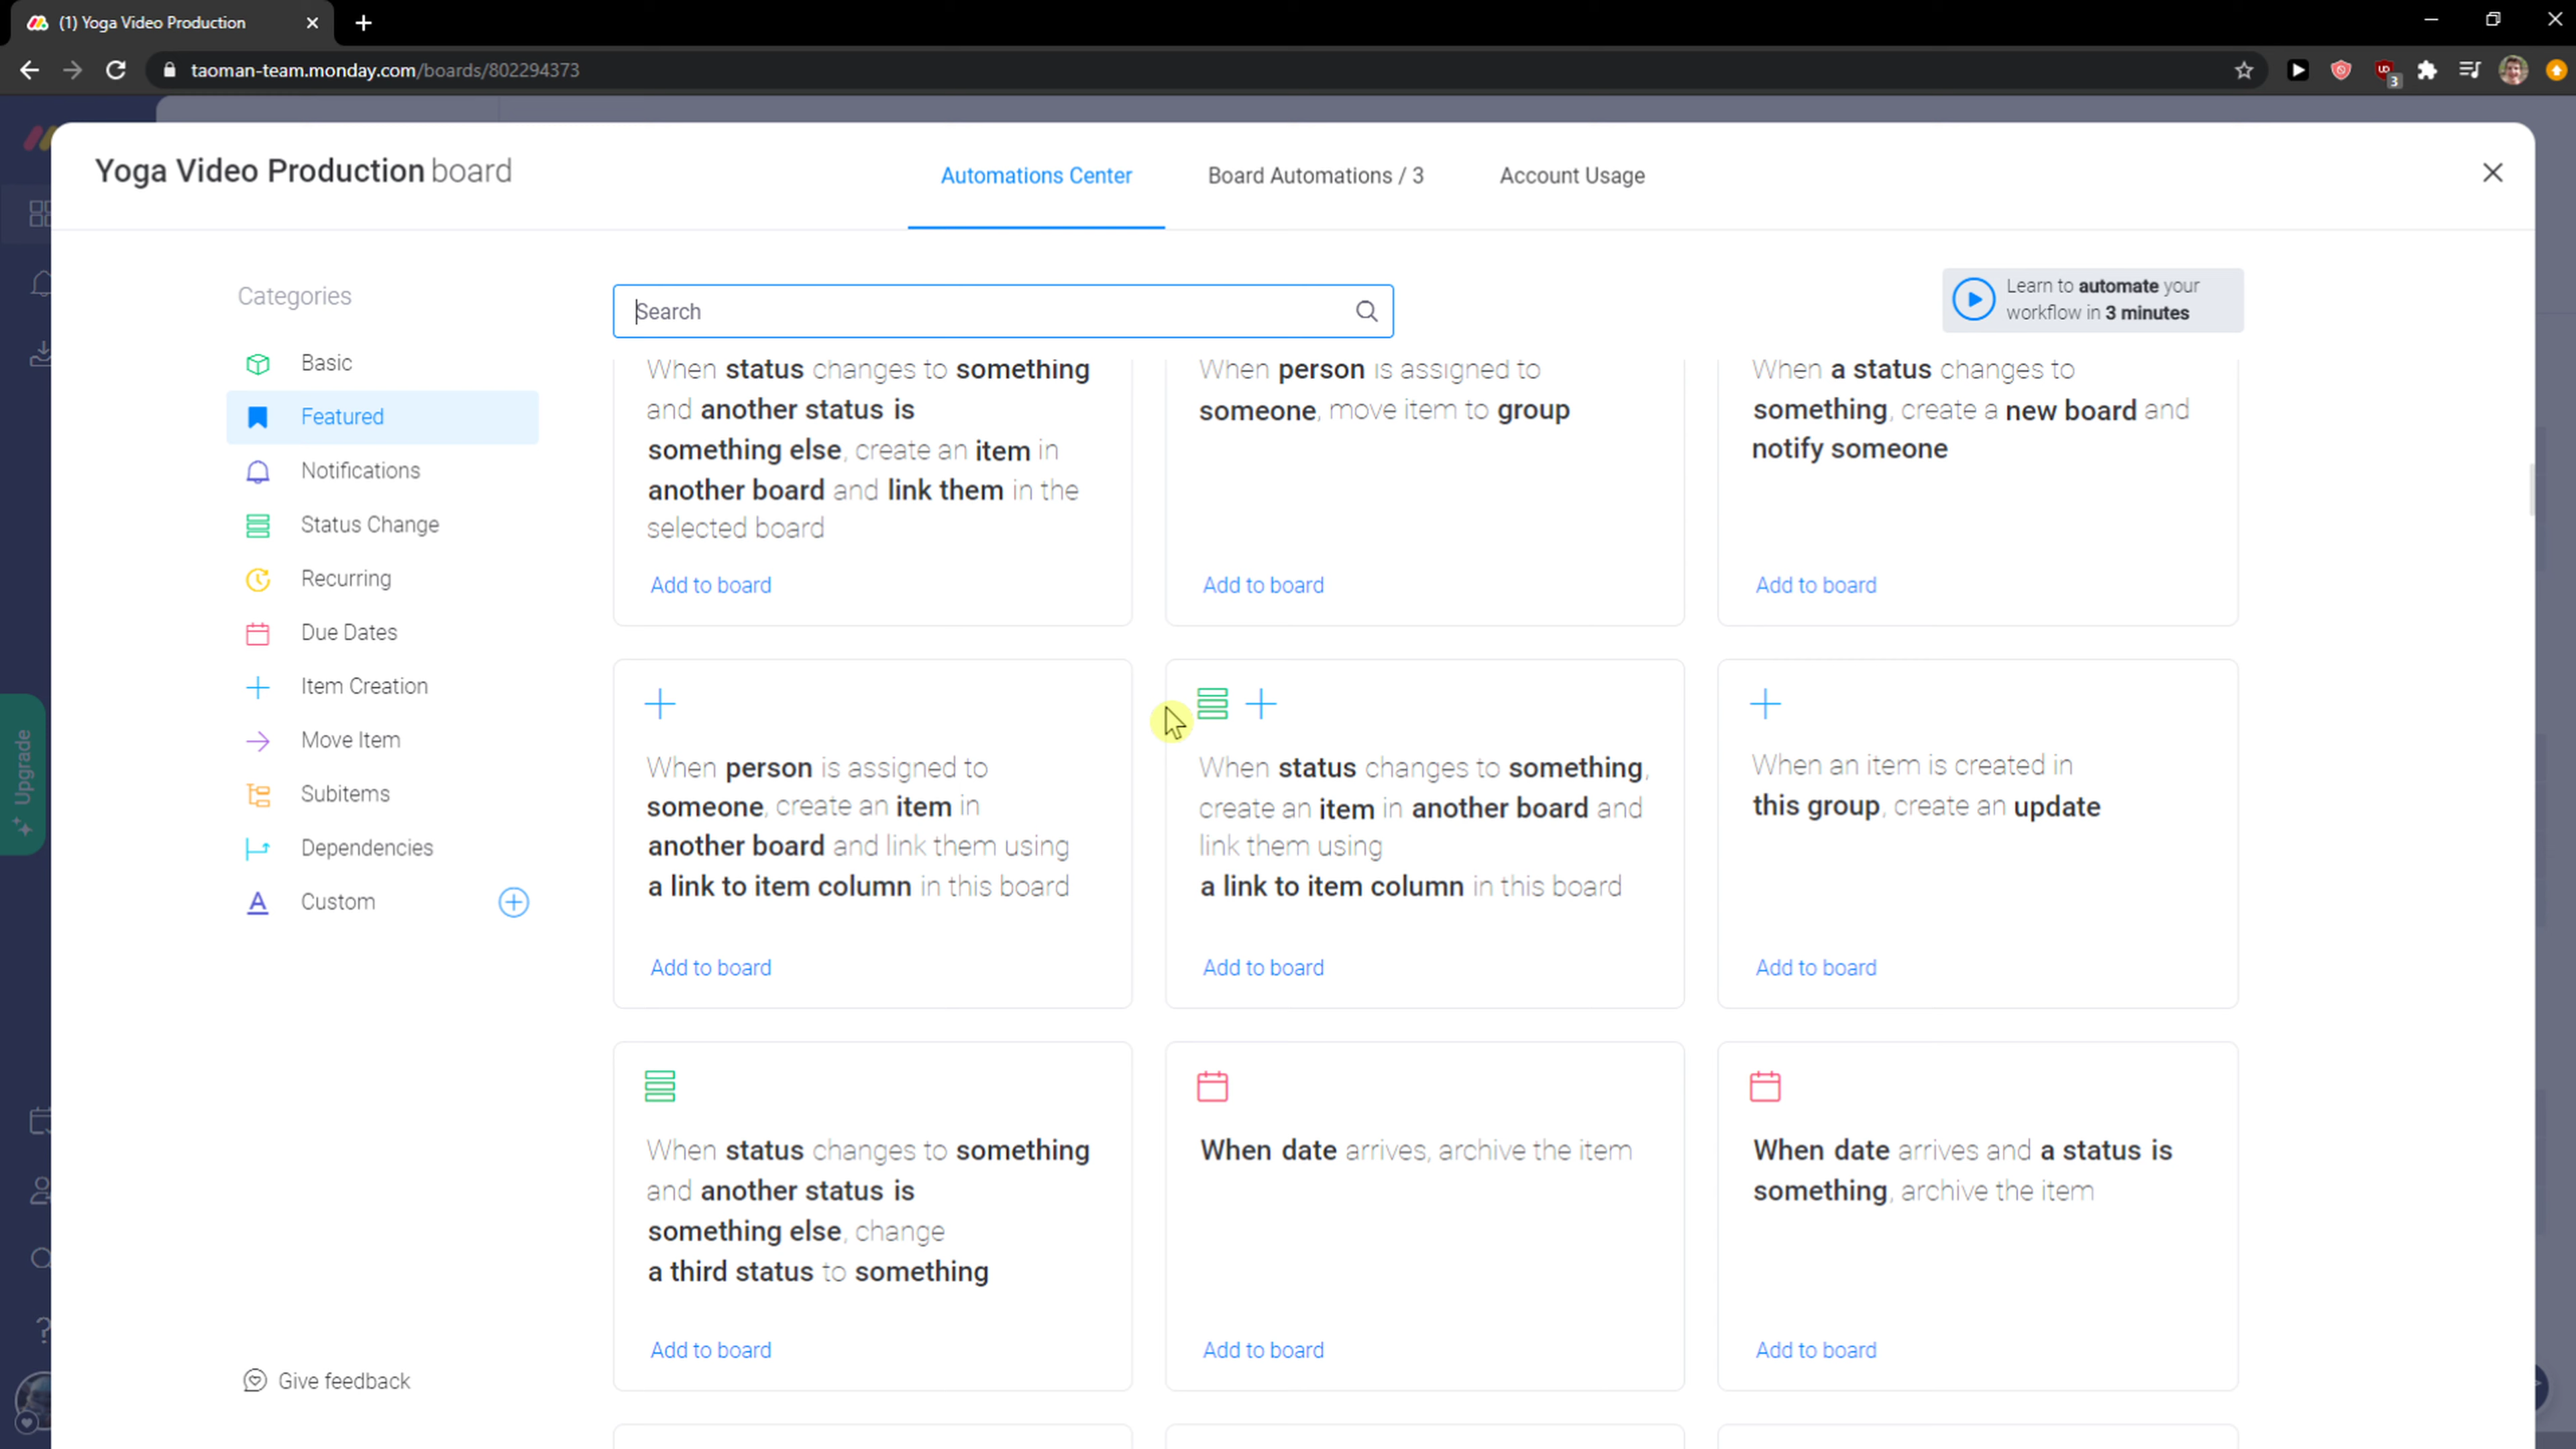 (1) Yoga Video Production
taoman-team.monday.com/boards/802294373
3
Yoga Video Production board
Automations Center
Board Automations / 3
Account Usage
Categories
Search
Learn to automate your
workflow in 3 minutes
Basic
Featured
Notifications
Status Change
Recurring
Due Dates
Item Creation
Move Item
Subitems
Dependencies
Custom
Upgrade
Give feedback
When status changes to something
and another status is
something else, create an item in
another board and link them in the
selected board
Add to board
When person is assigned to
someone, move item to group
Add to board
When a status changes to
something, create a new board and
notify someone
Add to board
When person is assigned to
someone, create an item in
another board and link them using
a link to item column in this board
Add to board
When status changes to something,
create an item in another board and
link them using
a link to item column in this board
Add to board
When an item is created in
this group, create an update
Add to board
When status changes to something
and another status is
something else, change
a third status to something
Add to board
When date arrives, archive the item
Add to board
When date arrives and a status is
something, archive the item
Add to board